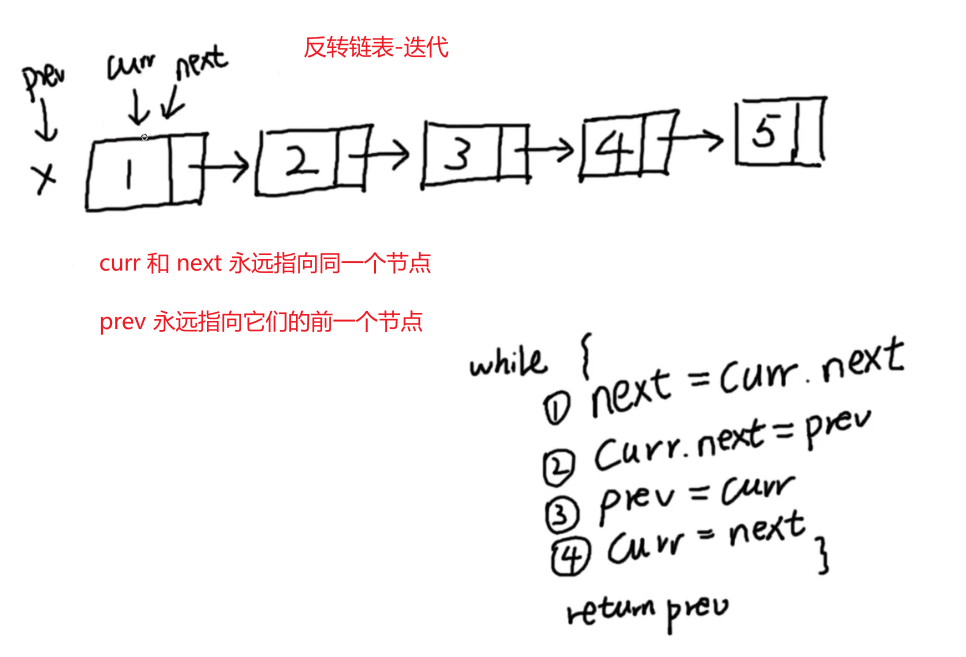 反转链表-迭代
prev
curr next
X
1 2 3 4 5
curr 和 next 永远指向同一个节点
prev 永远指向它们的前一个节点
while {
① next = curr.next
② Curr.next = prev
③ prev = curr
④ Curr = next }
return prev